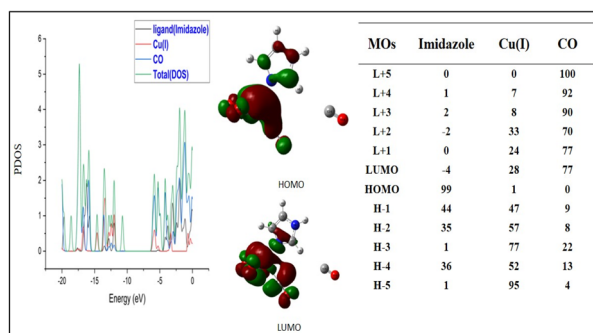 ligand(Imidazole)
Cu(I)
CO
Total(DOS)
6
5
4
3
2
1
0
PDOS
-20 -15 -10 -5 0
Energy (eV)
HOMO
LUMO
MOs Imidazole Cu(I) CO
L+5 0 0 100
L+4 1 7 92
L+3 2 8 90
L+2 -2 33 70
L+1 0 24 77
LUMO -4 28 77
HOMO 99 1 0
H-1 44 47 9
H-2 35 57 8
H-3 1 77 22
H-4 36 52 13
H-5 1 95 4